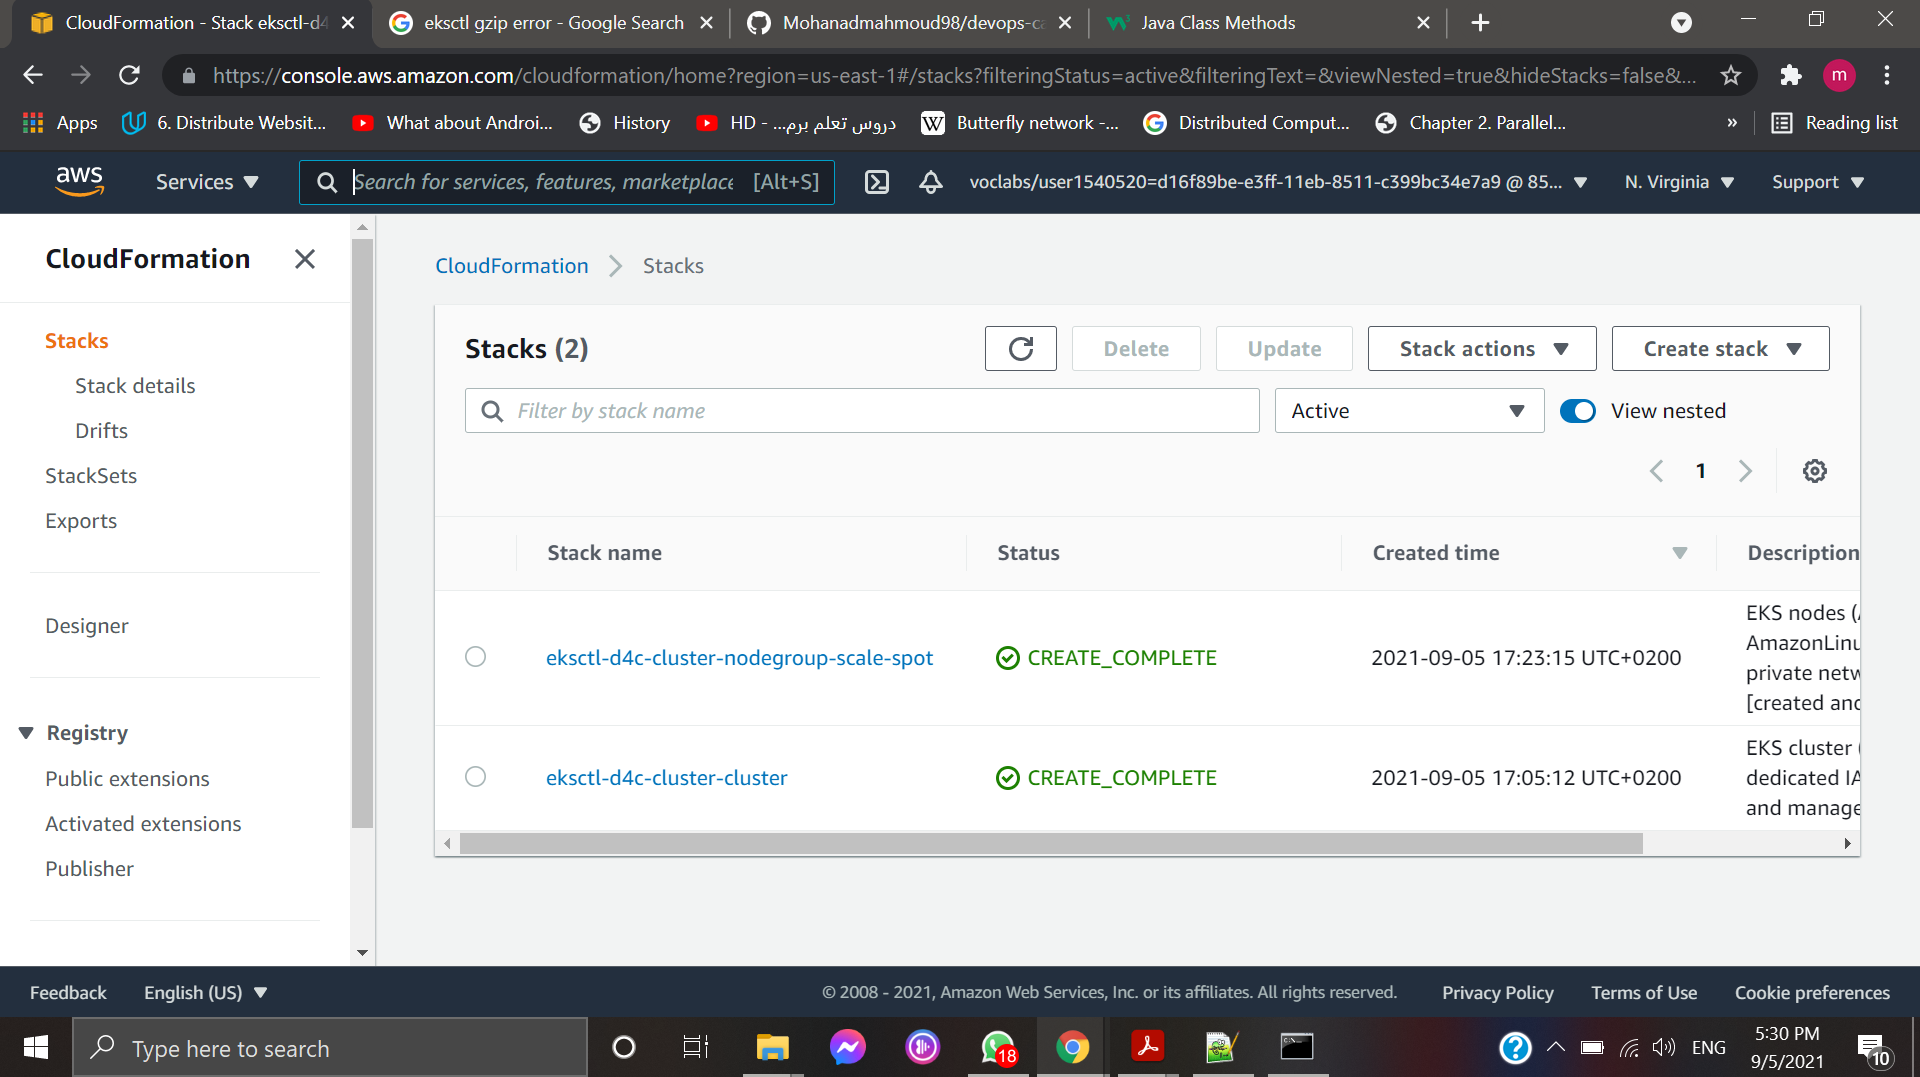 CloudFormation - Stack eksctl-d4
eksctl gzip error - Google Search
Mohanadmahmoud98/devops-ca
Java Class Methods
https://console.aws.amazon.com/cloudformation/home?region=us-east-1#/stacks?filteringStatus=active&filteringText=&viewNested=true&hideStacks=false&...
m
Apps
6. Distribute Websit...
What about Androi...
History
HD - دروس تعلم برم...
Butterfly network -...
Distributed Comput...
Chapter 2. Parallel...
»
Reading list
aws
Services
Search for services, features, marketplace
[Alt+S]
voclabs/user1540520=d16f89be-e3ff-11eb-8511-c399bc34e7a9 @ 85...
N. Virginia
Support
CloudFormation
Stacks
Stack details
Drifts
StackSets
Exports
Designer
Registry
Public extensions
Activated extensions
Publisher
CloudFormation > Stacks
Stacks (2)
Delete
Update
Stack actions
Create stack
Filter by stack name
Active
View nested
1
Stack name
Status
Created time
Description
eksctl-d4c-cluster-nodegroup-scale-spot
CREATE_COMPLETE
2021-09-05 17:23:15 UTC+0200
EKS nodes (
AmazonLinu
private netw
[created and
eksctl-d4c-cluster-cluster
CREATE_COMPLETE
2021-09-05 17:05:12 UTC+0200
EKS cluster (
dedicated IA
and manage
Feedback
English (US)
© 2008 - 2021, Amazon Web Services, Inc. or its affiliates. All rights reserved.
Privacy Policy
Terms of Use
Cookie preferences
Type here to search
18
ENG
5:30 PM
9/5/2021
10